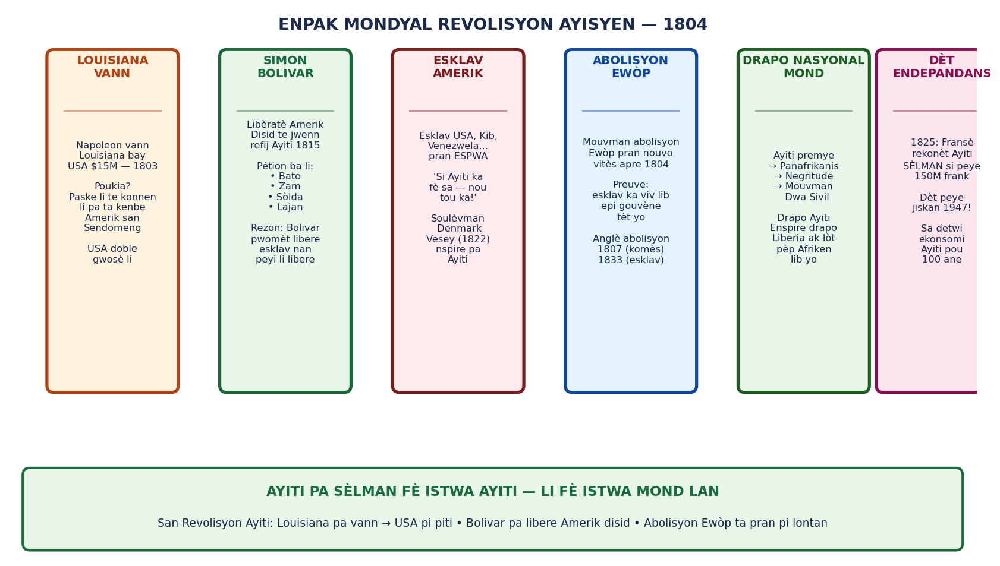 ENPAK MONDYAL REVOLISYON AYISYEN — 1804
LOUISIANA
VANN
Napoleon vann
Louisiana bay
USA $15M — 1803
Poukia?
Paske li te konnen
li pa ta kenbe
Amerik san
Sendomeng
USA doble
gwosè li
SIMON
BOLIVAR
Libèratè Amerik
Disid te jwenn
refij Ayiti 1815
Pétion ba li:
• Bato
• Zam
• Sòlda
• Lajan
Rezon: Bolivar
pwomèt libere
esklav nan
peyi li libere
ESKLAV
AMERIK
Esklav USA, Kib,
Venezwela...
pran ESPWA
'Si Ayiti ka
fè sa — nou
tou ka!'
Soulèvman
Denmark
Vesey (1822)
nspire pa
Ayiti
ABOLISYON
EWÒP
Mouvman abolisyon
Ewòp pran nouvo
vitès apre 1804
Preuve:
esklav ka viv lib
epi gouvène
tèt yo
Anglè abolisyon
1807 (komès)
1833 (esklav)
DRAPO NASYONAL
MOND
Ayiti premye
→ Panafrikanis
→ Negritude
→ Mouvman
Dwa Sivil
Drapo Ayiti
Enspire drapo
Liberia ak lòt
pèp Afriken
lib yo
DÈT
ENDEPANDANS
1825: Fransè
rekonèt Ayiti
SÈLMAN si peye
150M frank
Dèt peye
jiskan 1947!
Sa detwi
ekonsomi
Ayiti pou
100 ane
AYITI PA SÈLMAN FÈ ISTWA AYITI — LI FÈ ISTWA MOND LAN
San Revolisyon Ayiti: Louisiana pa vann → USA pi piti • Bolivar pa libere Amerik disid • Abolisyon Ewòp ta pran pi lontan